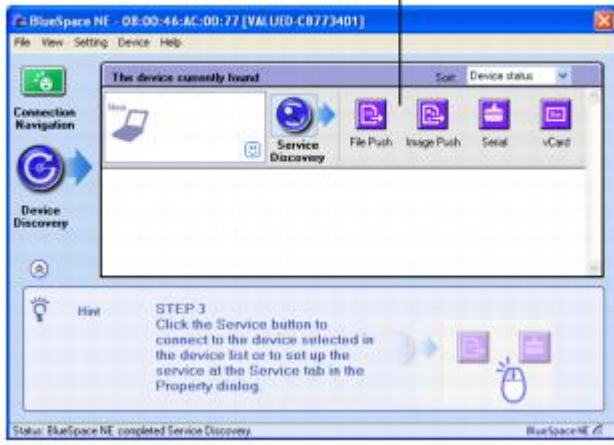 BlueSpace NE - 08:00:46:AC:00:77 [VALUED-C8773401]
File View Setting Device Help
The device currently found
Sort: Device status
Connection
Navigation
New
Service
Discovery
File Push
Image Push
Serial
vCard
Device
Discovery
Hint
STEP 3
Click the Service button to
connect to the device selected in
the device list or to set up the
service at the Service tab in the
Property dialog
Status: BlueSpace NE completed Service Discovery.
BlueSpace NE